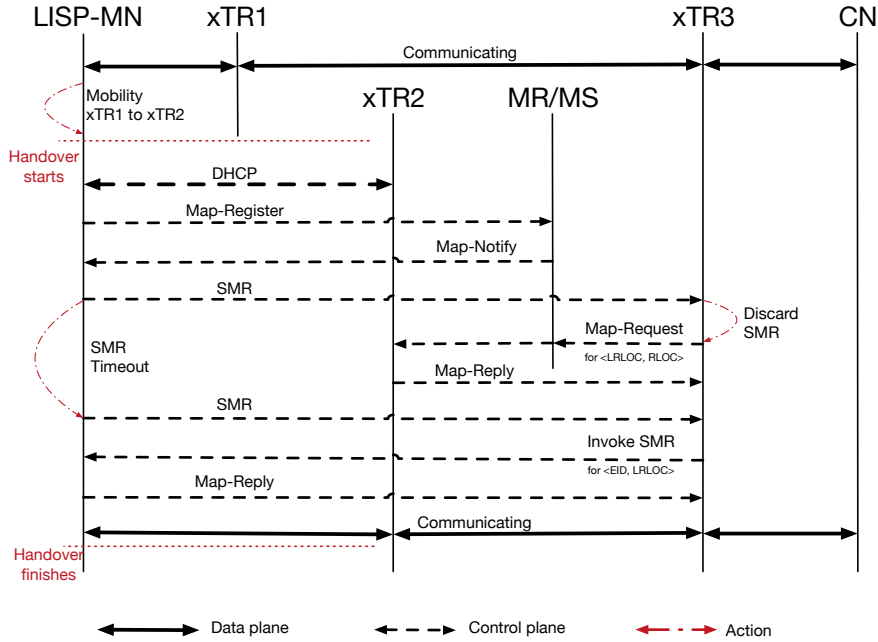 LISP-MN xTR1 xTR3 CN
Communicating
Mobility
xTR1 to xTR2
xTR2 MR/MS
Handover
starts
DHCP
Map-Register
Map-Notify
SMR
Discard
SMR
Map-Request
for <LRLOC, RLOC>
SMR
Timeout
Map-Reply
SMR
Invoke SMR
for <EID, LRLOC>
Map-Reply
Communicating
Handover
finishes
Data plane Control plane Action